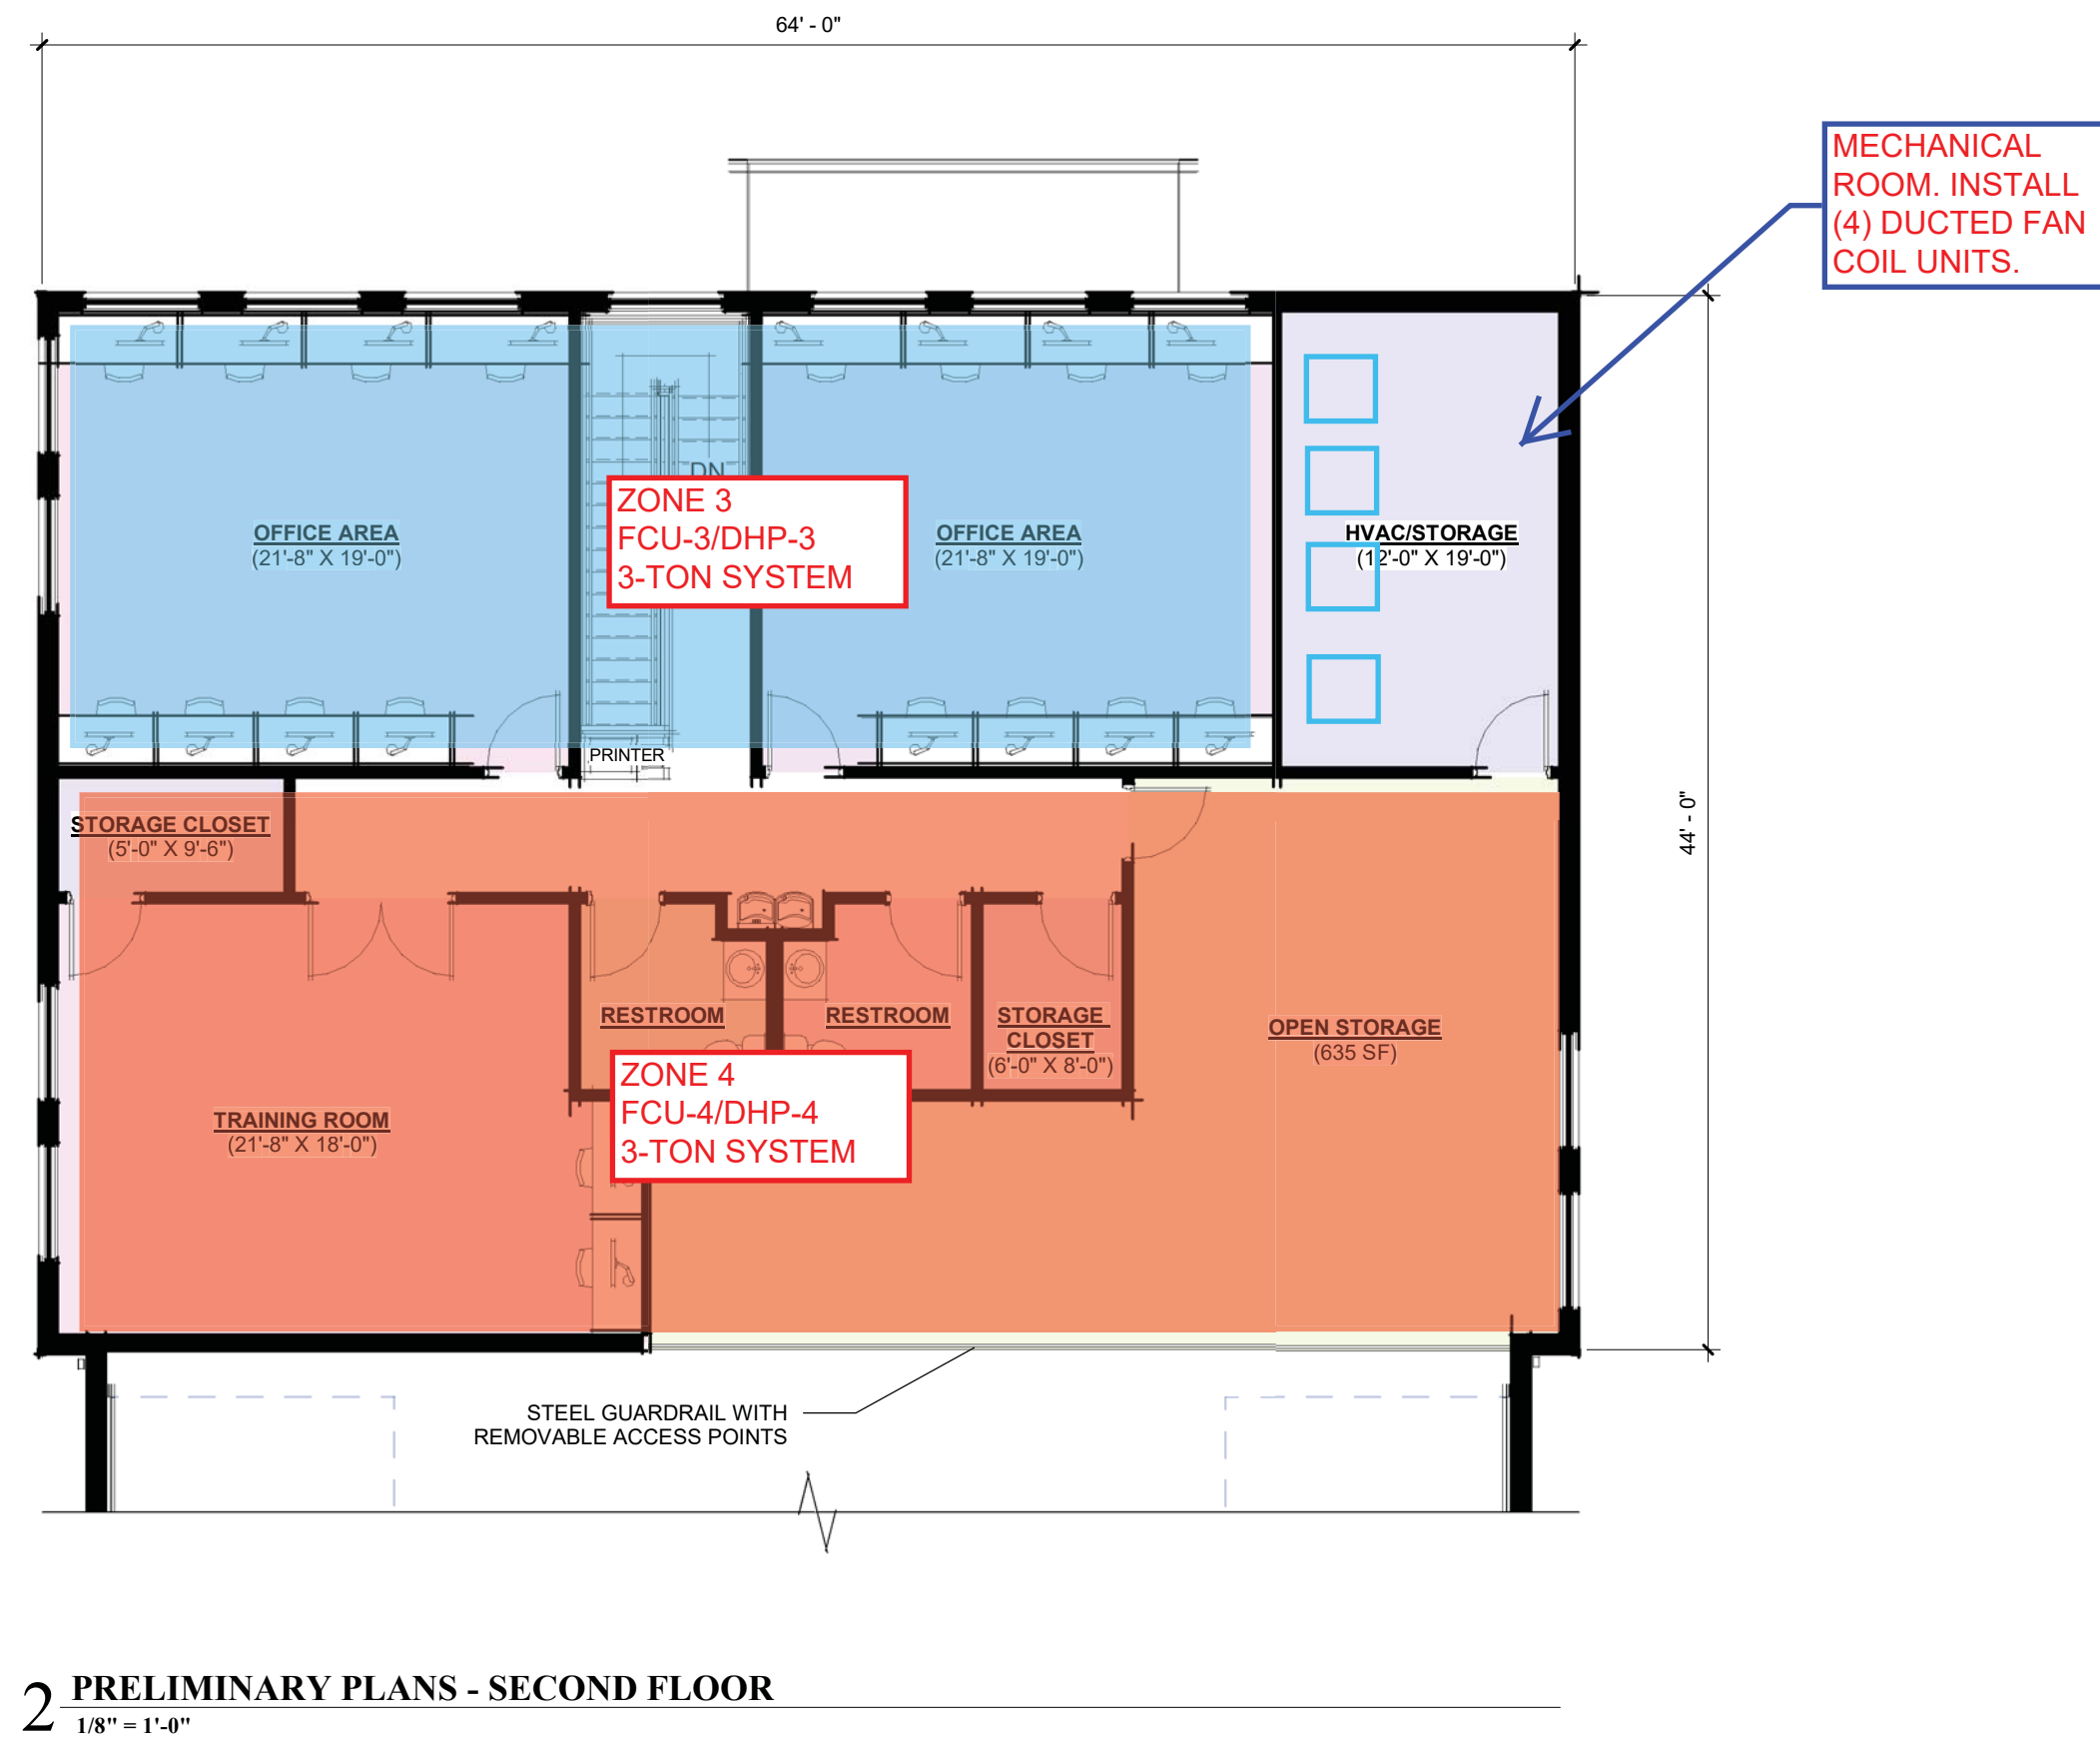 64' - 0"
MECHANICAL
ROOM. INSTALL
(4) DUCTED FAN
COIL UNITS.
DN
ZONE 3
FCU-3/DHP-3
3-TON SYSTEM
OFFICE AREA
(21'-8" X 19'-0")
OFFICE AREA
(21'-8" X 19'-0")
HVAC/STORAGE
(12'-0" X 19'-0")
PRINTER
44' - 0"
STORAGE CLOSET
(5'-0" X 9'-6")
RESTROOM
RESTROOM
STORAGE
CLOSET
(6'-0" X 8'-0")
OPEN STORAGE
(635 SF)
ZONE 4
FCU-4/DHP-4
3-TON SYSTEM
TRAINING ROOM
(21'-8" X 18'-0")
STEEL GUARDRAIL WITH
REMOVABLE ACCESS POINTS
2 PRELIMINARY PLANS - SECOND FLOOR
1/8" = 1'-0"